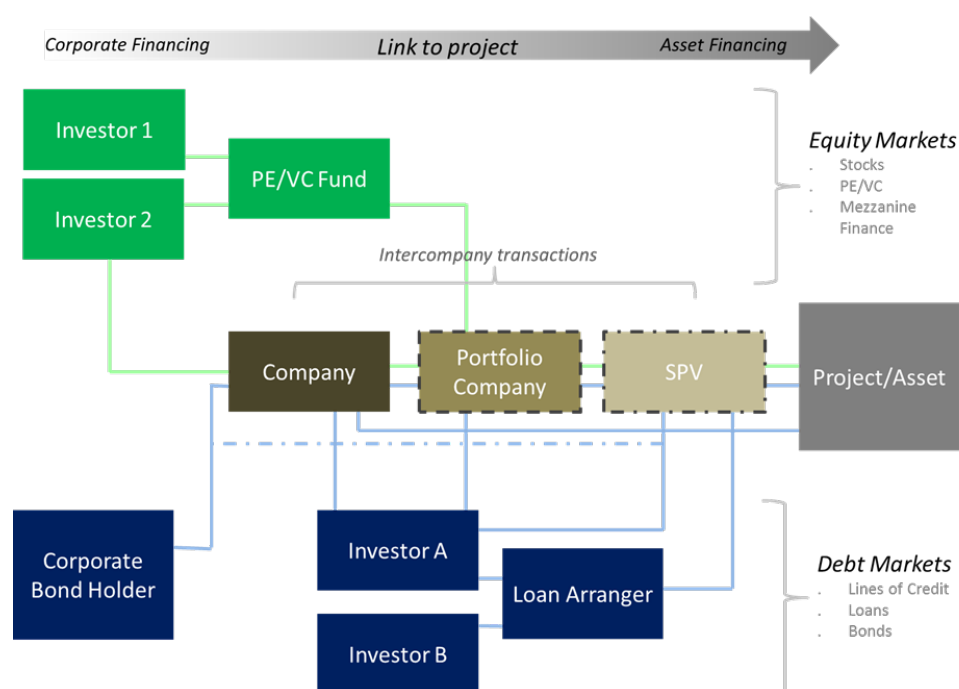 Corporate Financing
Link to project
Asset Financing
Investor 1
Investor 2
PE/VC Fund
Equity Markets
. Stocks
. PE/VC
. Mezzanine
Finance
Intercompany transactions
Company
Portfolio
Company
SPV
Project/Asset
Corporate
Bond Holder
Investor A
Loan Arranger
Investor B
Debt Markets
. Lines of Credit
. Loans
. Bonds